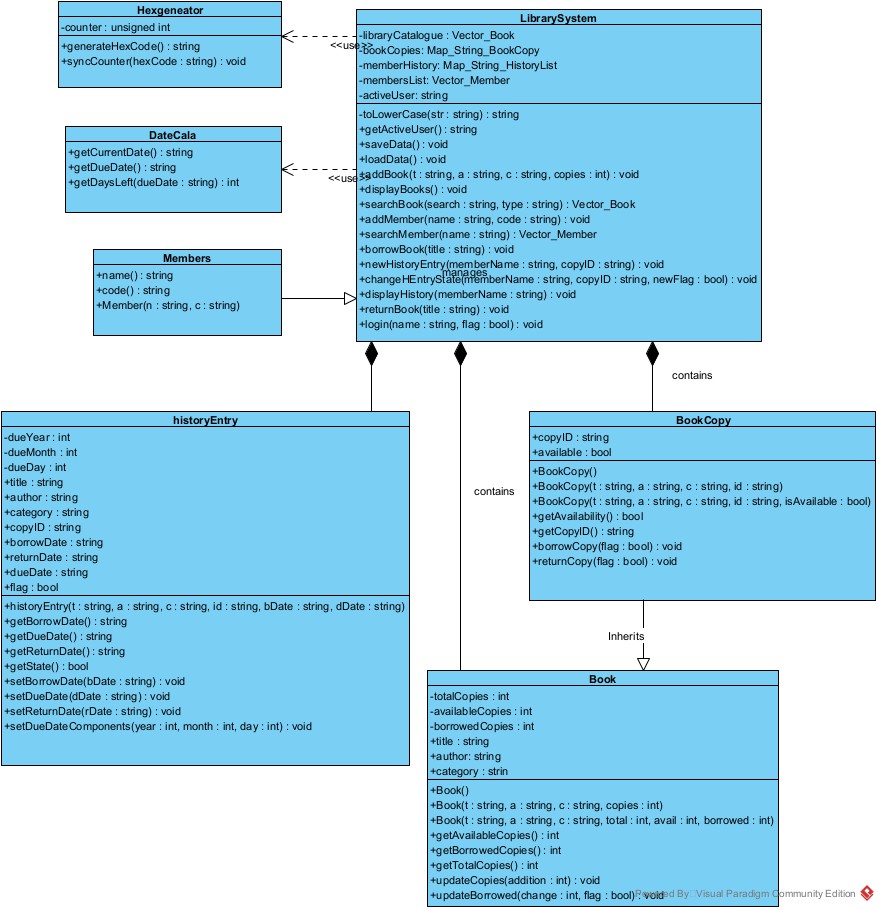 Hexgeneator
-counter : unsigned int
+generateHexCode() : string
+syncCounter(hexCode : string) : void
<<use>>
LibrarySystem
-libraryCatalogue : Vector_Book
-bookCopies: Map_String_BookCopy
-memberHistory: Map_String_HistoryList
-membersList: Vector_Member
-activeUser: string
-toLowerCase(str : string) : string
+getActiveUser() : string
+saveData() : void
+loadData() : void
+addBook(t : string, a : string, c : string, copies : int) : void
+displayBooks() : void
+searchBook(search : string, type : string) : Vector_Book
+addMember(name : string, code : string) : void
+searchMember(name : string) : Vector_Member
+borrowBook(title : string) : void
+newHistoryEntry(memberName : string, copyID : string) : void
+changeHEntryState(memberName : string, copyID : string, newFlag : bool) : void
+displayHistory(memberName : string) : void
+returnBook(title : string) : void
+login(name : string, flag : bool) : void
DateCala
+getCurrentDate() : string
+getDueDate() : string
+getDaysLeft(dueDate : string) : int
<<use>>
Members
+name() : string
+code() : string
+Member(n : string, c : string)
manages
contains
historyEntry
-dueYear : int
-dueMonth : int
-dueDay : int
+title : string
+author : string
+category : string
+copyID : string
+borrowDate : string
+returnDate : string
+dueDate : string
+flag : bool
+historyEntry(t : string, a : string, c : string, id : string, bDate : string, dDate : string)
+getBorrowDate() : string
+getDueDate() : string
+getReturnDate() : string
+getState() : bool
+setBorrowDate(bDate : string) : void
+setDueDate(dDate : string) : void
+setReturnDate(rDate : string) : void
+setDueDateComponents(year : int, month : int, day : int) : void
contains
BookCopy
+copyID : string
+available : bool
+BookCopy()
+BookCopy(t : string, a : string, c : string, id : string)
+BookCopy(t : string, a : string, c : string, id : string, isAvailable : bool)
+getAvailability() : bool
+getCopyID() : string
+borrowCopy(flag : bool) : void
+returnCopy(flag : bool) : void
Inherits
Book
-totalCopies : int
-availableCopies : int
-borrowedCopies : int
+title : string
+author: string
+category : strin
+Book()
+Book(t : string, a : string, c : string, copies : int)
+Book(t : string, a : string, c : string, total : int, avail : int, borrowed : int)
+getAvailableCopies() : int
+getBorrowedCopies() : int
+getTotalCopies() : int
+updateCopies(addition : int) : void
+updateBorrowed(change : int, flag : bool) : void
Powered By Visual Paradigm Community Edition